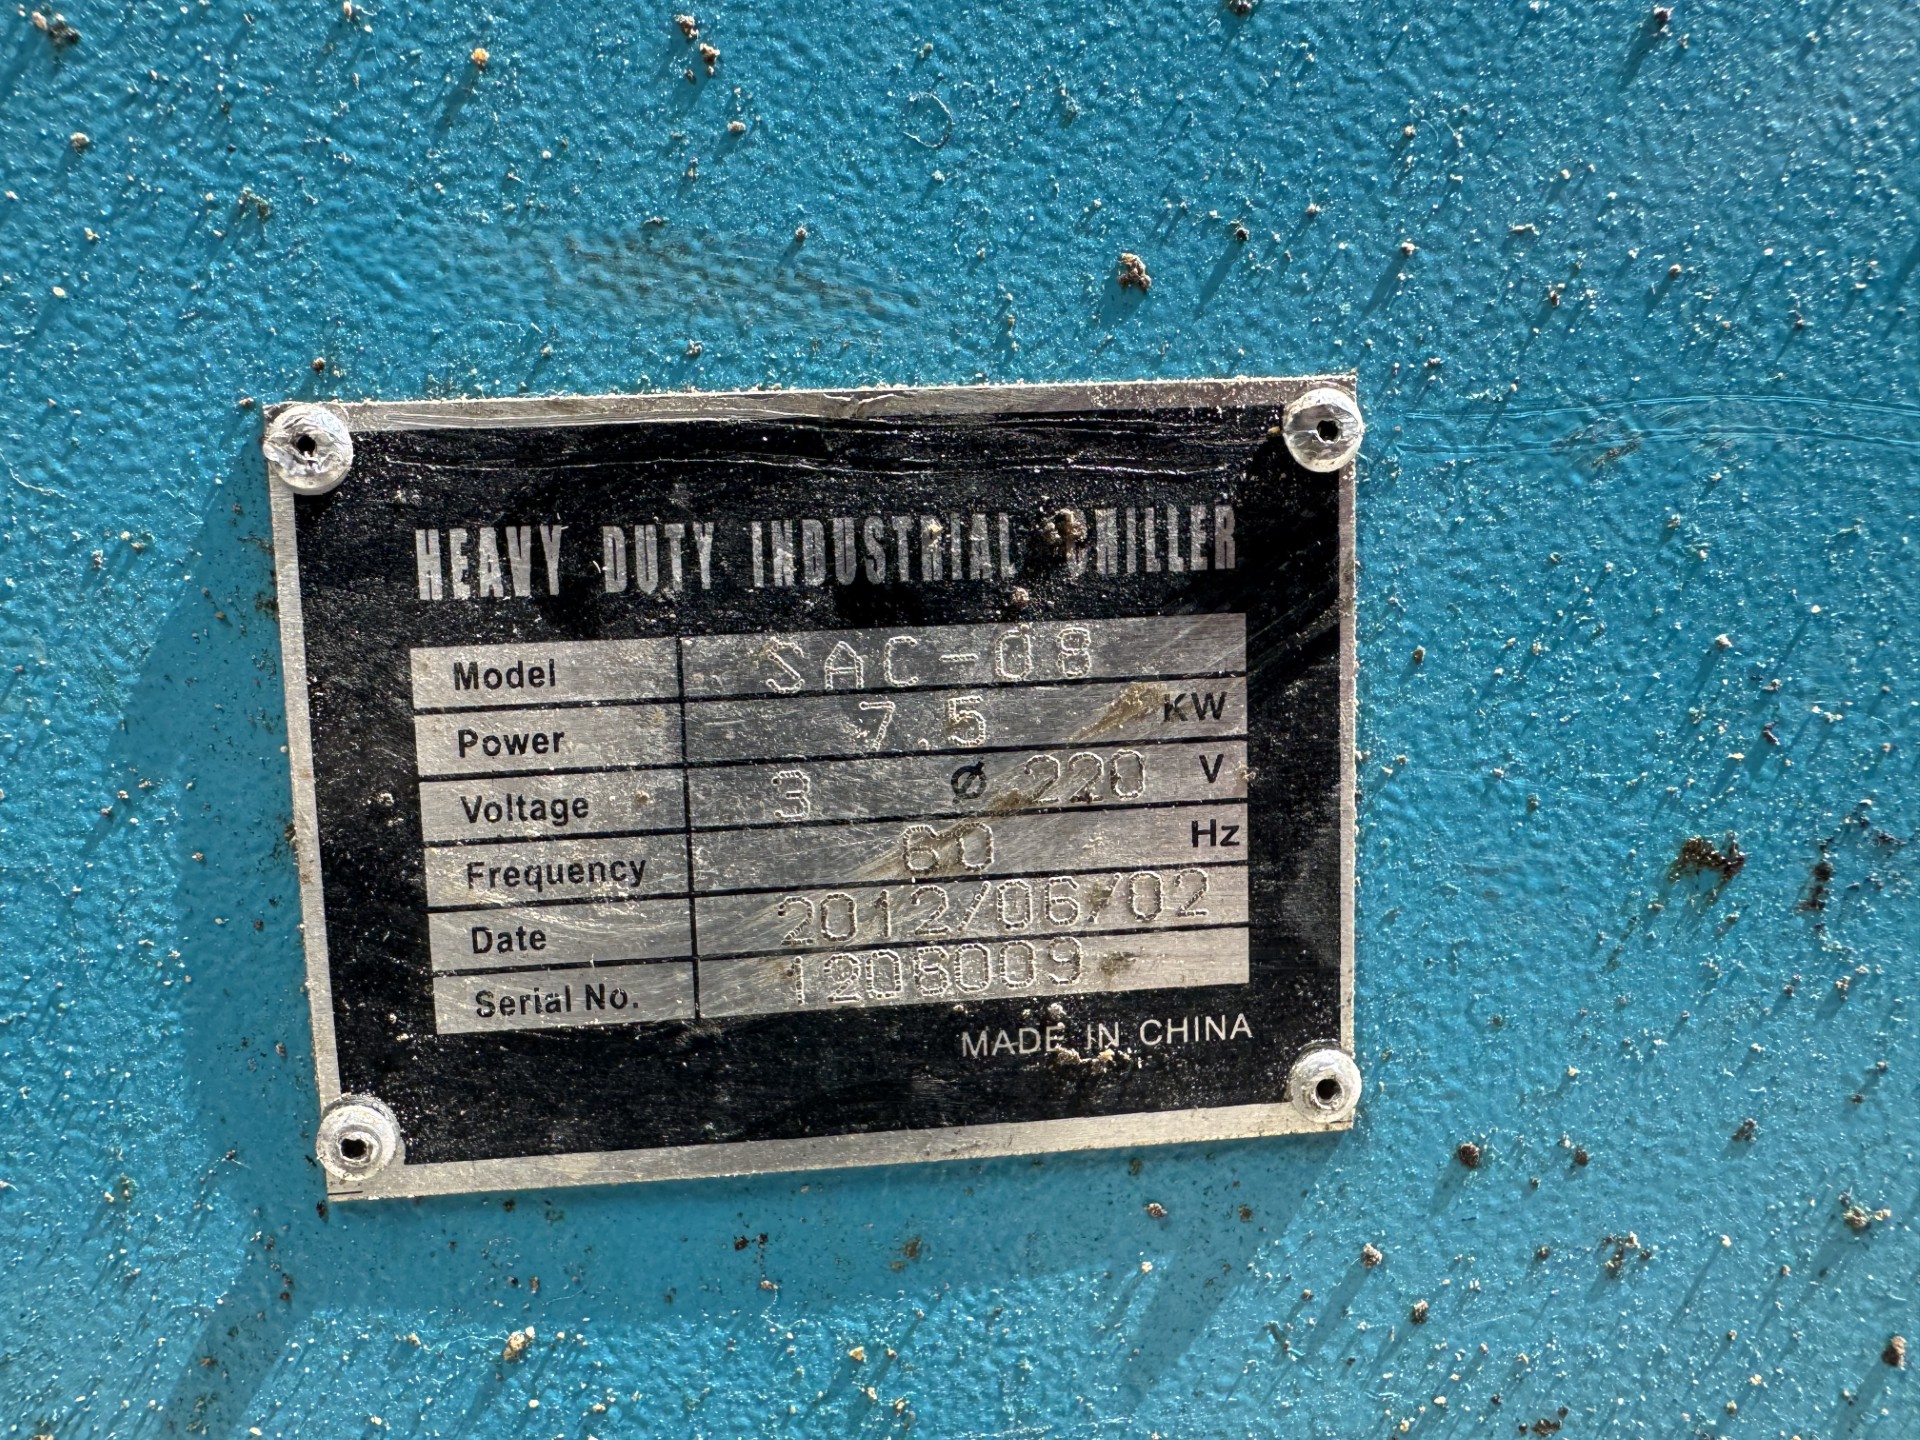 HEAVY DUTY INDUSTRIAL CHILLER
Model SAC-08
Power 7.5 KW
Voltage 3 Ø 220 V
Frequency 60 Hz
Date 2012/06/02
Serial No. 1206009
MADE IN CHINA